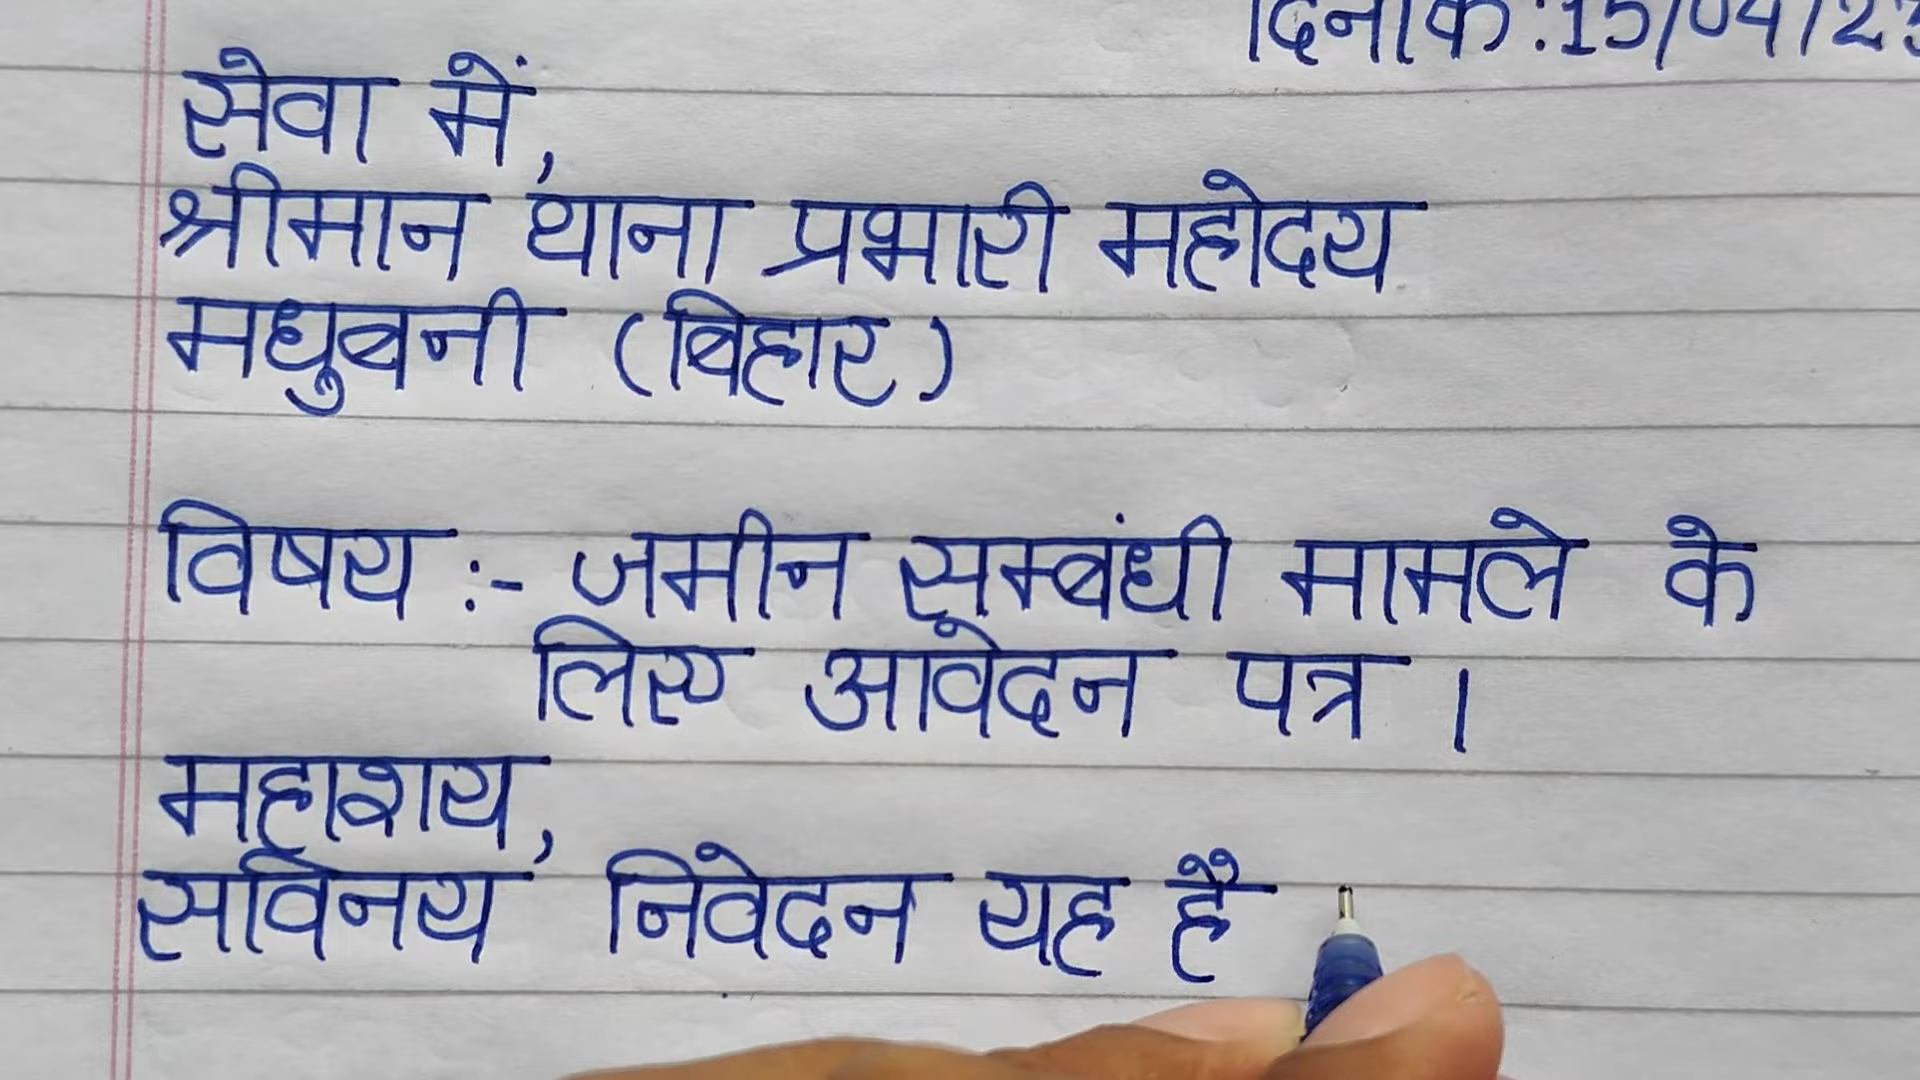 दिनांक:15/04/23
सेवा में,
श्रीमान थाना प्रभारी महोदय
मधुबनी (बिहार)
विषय :- जमीन सम्बंधी मामले के
लिए आवेदन पत्र ।
महाशय,
सविनय निवेदन यह है